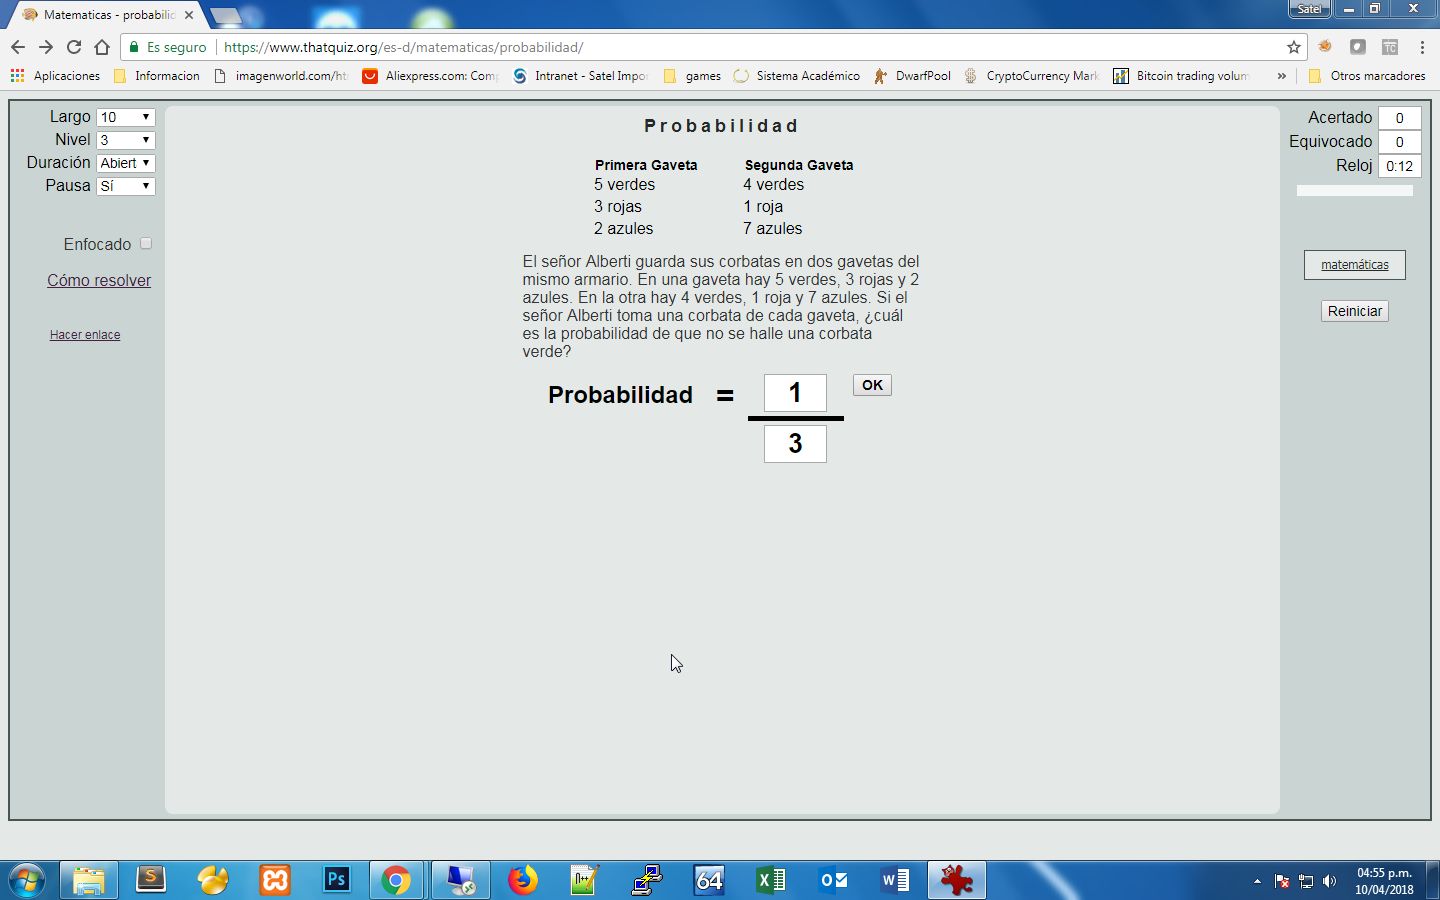 Matematicas - probabilid
Satel
Es seguro
https://www.thatquiz.org/es-d/matematicas/probabilidad/
Aplicaciones
Informacion
imagenworld.com/ht
Aliexpress.com: Comp
Intranet - Satel Impor
games
Sistema Académico
DwarfPool
CryptoCurrency Mark
Bitcoin trading volum
»
Otros marcadores
Largo 10
Nivel 3
Duración Abiert
Pausa Sí
Enfocado
Cómo resolver
Hacer enlace
Probabilidad
Primera Gaveta Segunda Gaveta
5 verdes 4 verdes
3 rojas 1 roja
2 azules 7 azules
El señor Alberti guarda sus corbatas en dos gavetas del
mismo armario. En una gaveta hay 5 verdes, 3 rojas y 2
azules. En la otra hay 4 verdes, 1 roja y 7 azules. Si el
señor Alberti toma una corbata de cada gaveta, ¿cuál
es la probabilidad de que no se halle una corbata
verde?
Probabilidad = 1
3
OK
Acertado 0
Equivocado 0
Reloj 0:12
matemáticas
Reiniciar
S
Ps
64
04:55 p.m.
10/04/2018